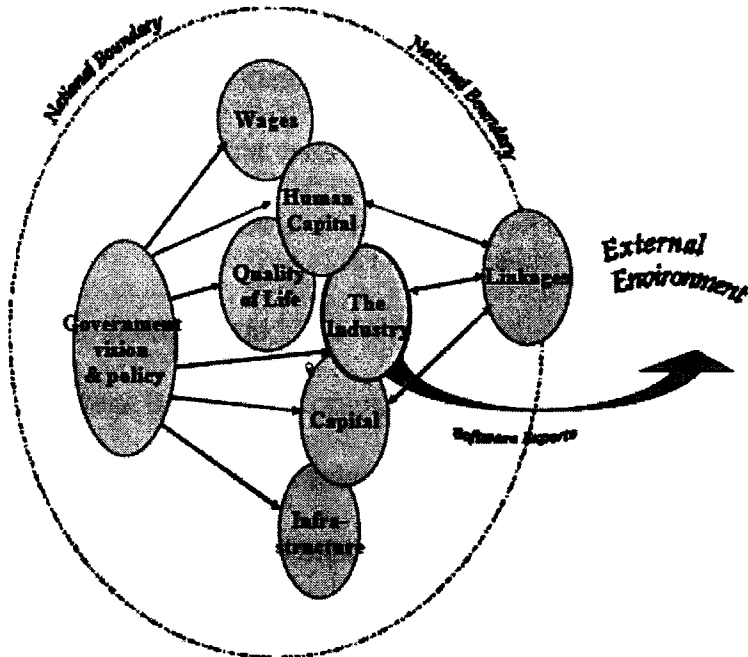 National Boundary
National Boundary
Wages
Human
Capital
Quality
of Life
The
Industry
Linkages
External
Environment
Government
vision
& policy
Capital
Software Exports
Infra-
structure